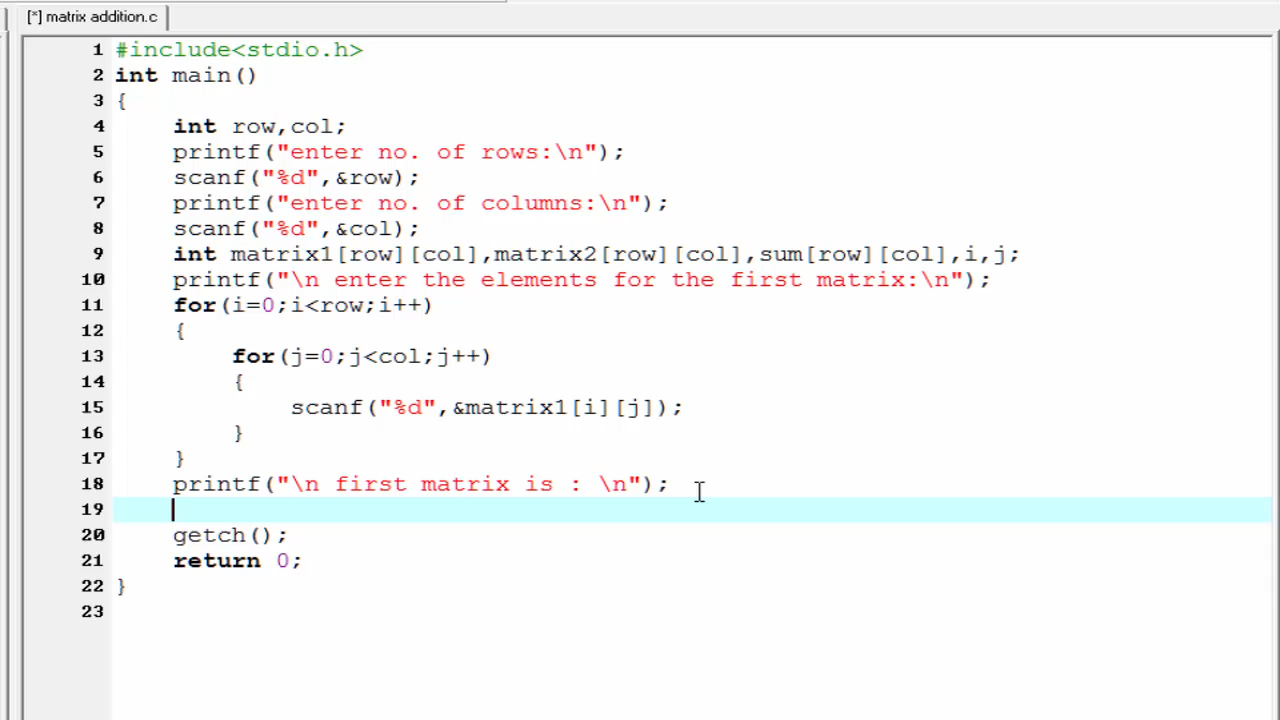 [*] matrix addition.c
1 #include<stdio.h>
2 int main()
3 {
4 int row,col;
5 printf("enter no. of rows:\n");
6 scanf("%d",&row);
7 printf("enter no. of columns:\n");
8 scanf("%d",&col);
9 int matrix1[row][col],matrix2[row][col],sum[row][col],i,j;
10 printf("\n enter the elements for the first matrix:\n");
11 for(i=0;i<row;i++)
12 {
13 for(j=0;j<col;j++)
14 {
15 scanf("%d",&matrix1[i][j]);
16 }
17 }
18 printf("\n first matrix is : \n");
19
20 getch();
21 return 0;
22 }
23